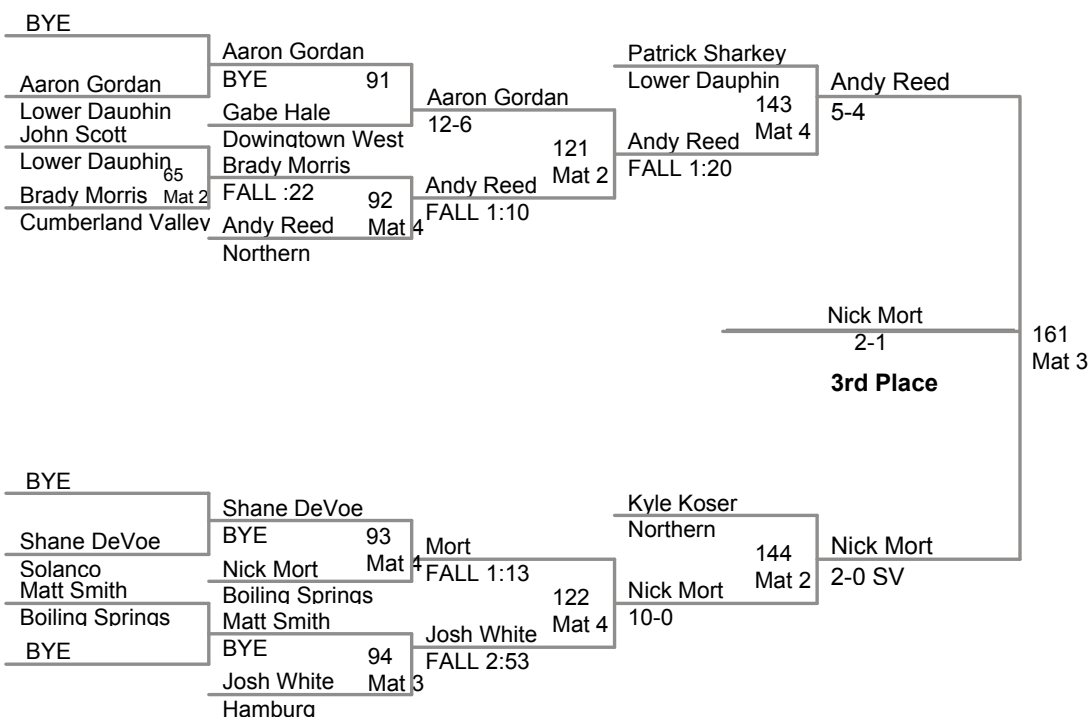 BYE
Aaron Gordan
Lower Dauphin
John Scott
Lower Dauphin
65
Brady Morris Mat 2
Cumberland Valley
Aaron Gordan
BYE 91
Gabe Hale
Dowingtown West
Brady Morris
FALL :22 92
Andy Reed Mat 4
Northern
Aaron Gordan
12-6
121
Mat 2
Andy Reed
FALL 1:10
Patrick Sharkey
Lower Dauphin
143
Mat 4
Andy Reed
FALL 1:20
Andy Reed
5-4
Nick Mort
2-1
3rd Place
161
Mat 3
BYE
Shane DeVoe
Solanco
Matt Smith
Boiling Springs
BYE
Shane DeVoe
BYE 93
Nick Mort Mat 4
Boiling Springs
Matt Smith
BYE 94
Josh White Mat 3
Hamburg
Mort
FALL 1:13
122
Mat 4
Josh White
FALL 2:53
Kyle Koser
Northern
144
Mat 2
Nick Mort
10-0
Nick Mort
2-0 SV